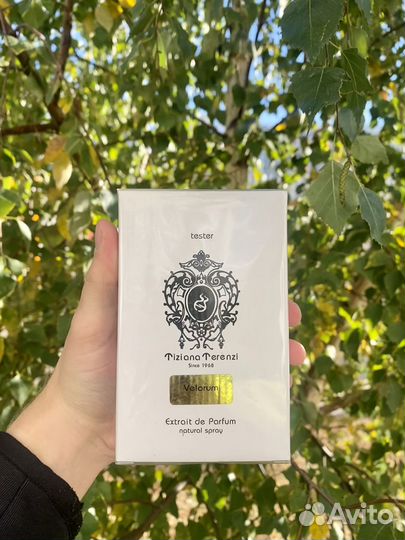 tester
Tiziana Terenzi
Since 1968
Velorum
Extrait de Parfum
natural spray
Avito